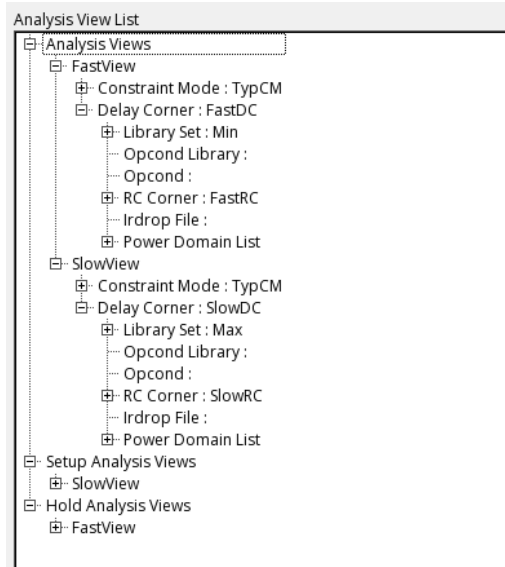 Analysis View List
Analysis Views
FastView
Constraint Mode : TypCM
Delay Corner : FastDC
Library Set : Min
Opcond Library :
Opcond :
RC Corner : FastRC
Irdrop File :
Power Domain List
SlowView
Constraint Mode : TypCM
Delay Corner : SlowDC
Library Set : Max
Opcond Library :
Opcond :
RC Corner : SlowRC
Irdrop File :
Power Domain List
Setup Analysis Views
SlowView
Hold Analysis Views
FastView